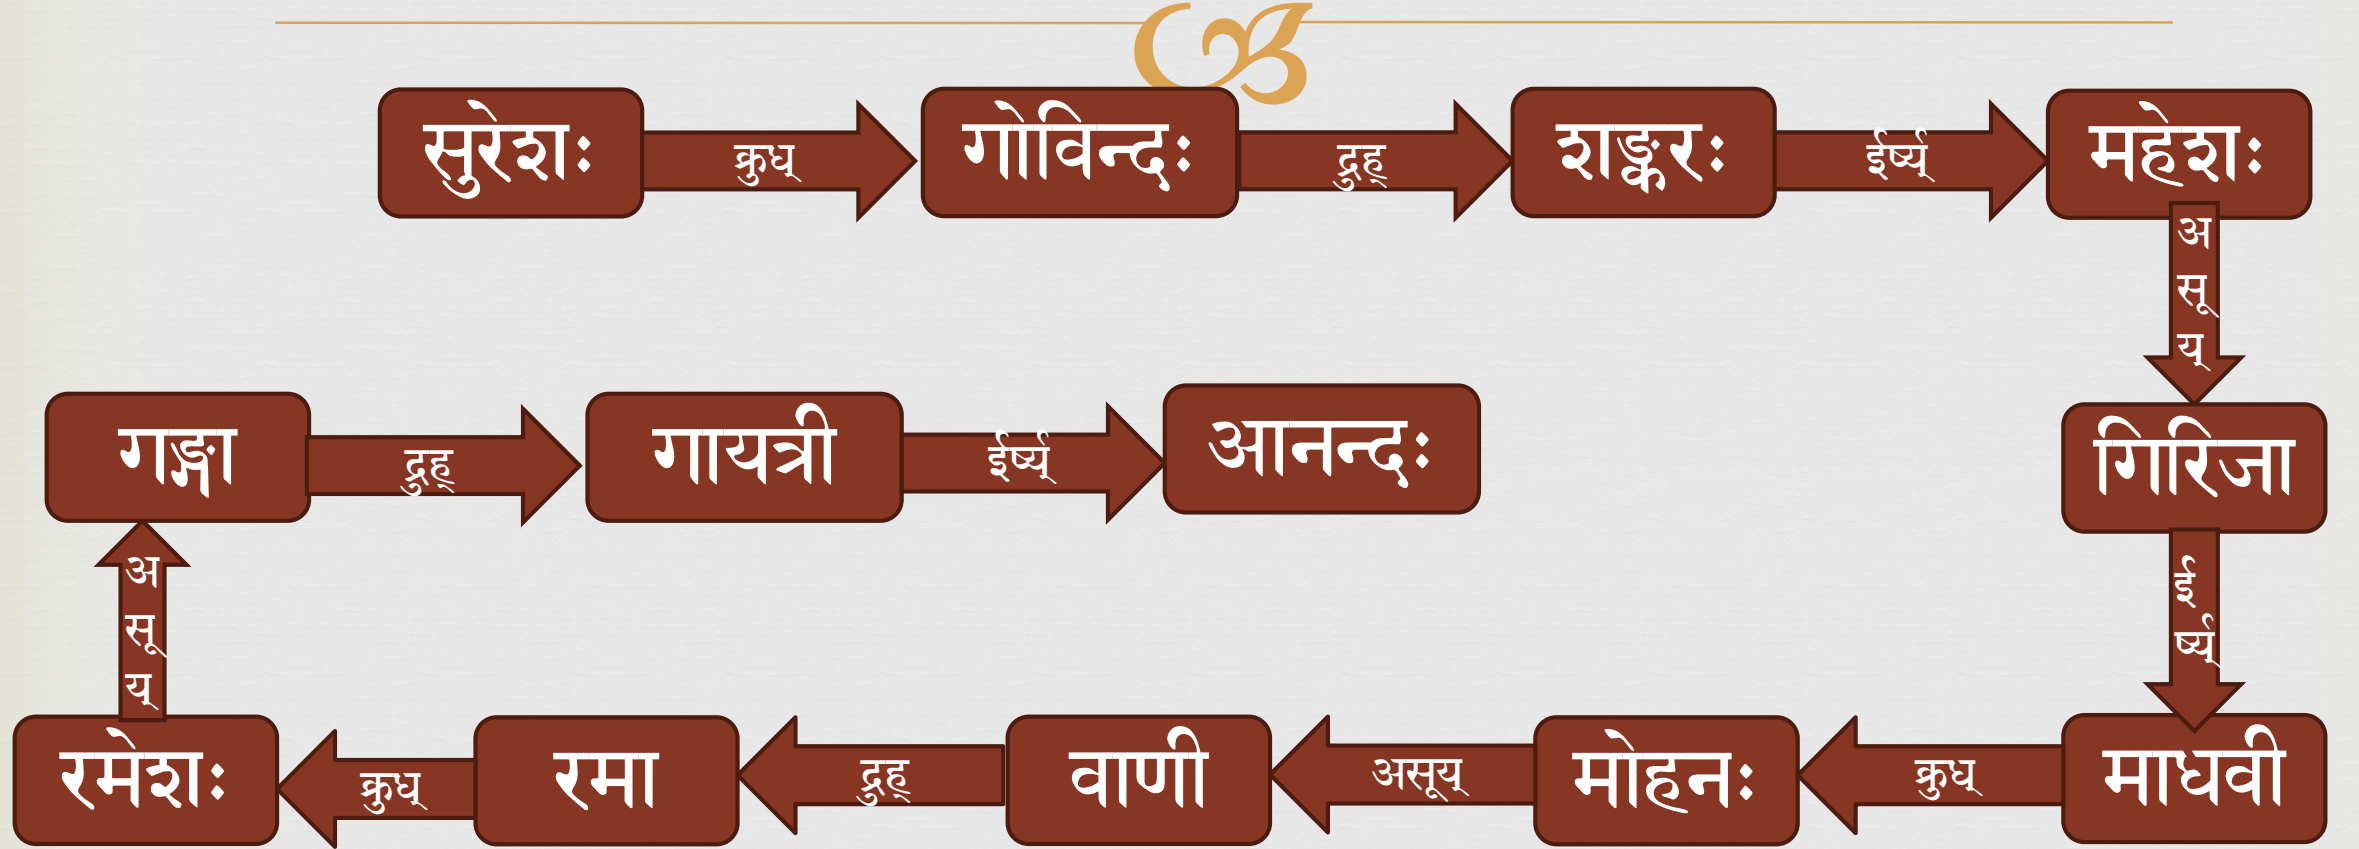 सुरेशः क्रुध् गोविन्दः द्रुह् शङ्करः ईर्ष्य् महेशः
असूय्
गिरिजा
ईर्ष्य्
माधवी
क्रुध्
मोहनः
असूय्
वाणी
द्रुह्
रमा
क्रुध्
रमेशः
असूय्
गङ्गा द्रुह् गायत्री ईर्ष्य् आनन्दः